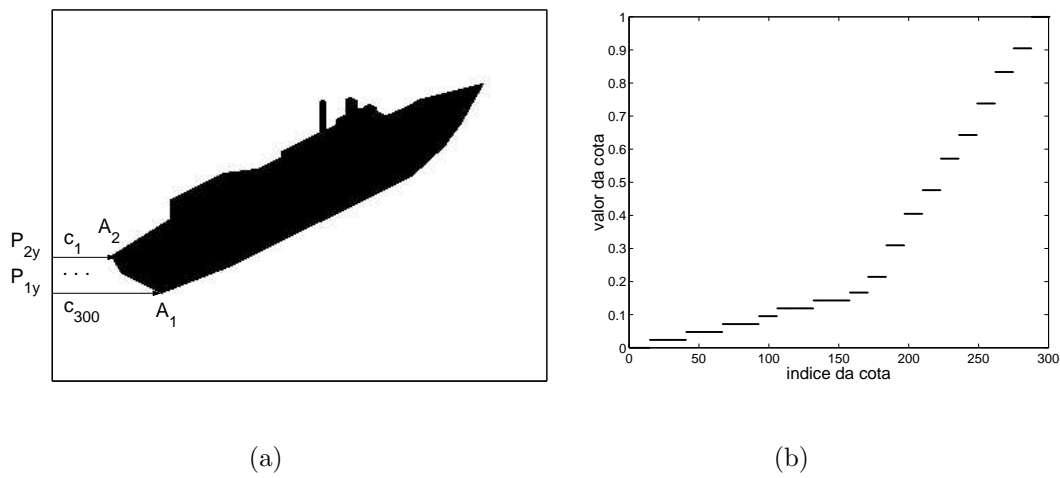 A2
P2y
c1
. . .
P1y
c300
A1
(a)
1
0.9
0.8
0.7
0.6
0.5
0.4
0.3
0.2
0.1
0
valor da cota
0 50 100 150 200 250 300
indice da cota
(b)